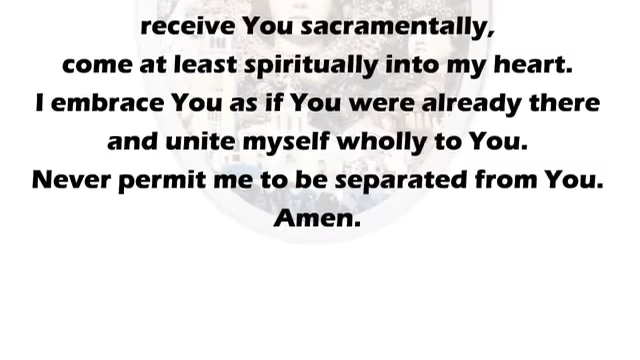 receive You sacramentally,
come at least spiritually into my heart.
I embrace You as if You were already there
and unite myself wholly to You.
Never permit me to be separated from You.
Amen.